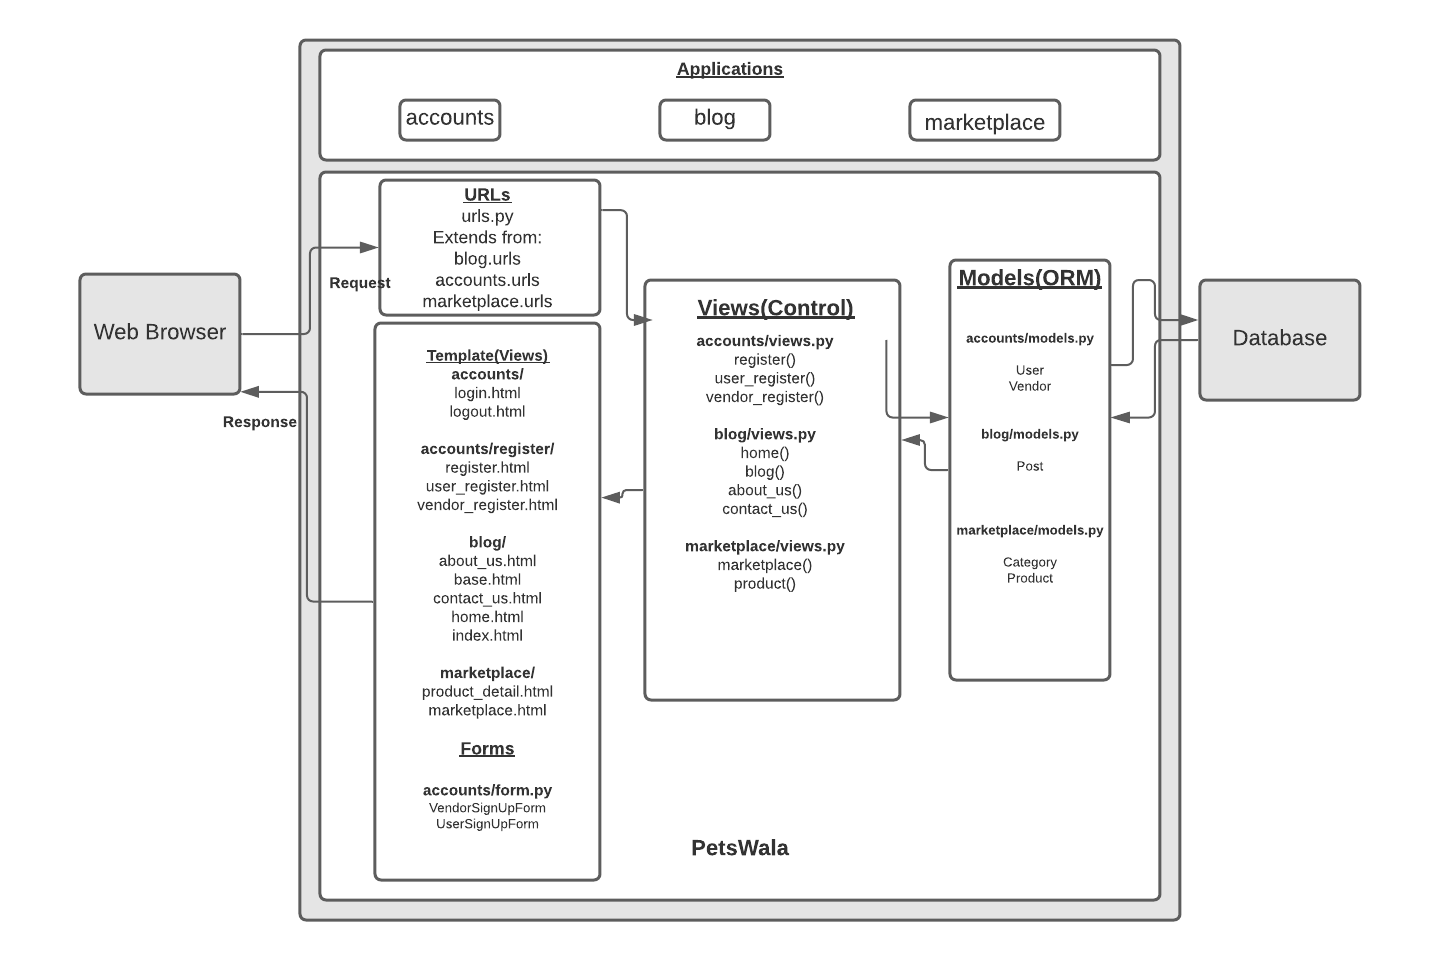 Applications
accounts
blog
marketplace
URLs
urls.py
Extends from:
blog.urls
accounts.urls
marketplace.urls
Request
Web Browser
Response
Template(Views)
accounts/
login.html
logout.html
accounts/register/
register.html
user_register.html
vendor_register.html
blog/
about_us.html
base.html
contact_us.html
home.html
index.html
marketplace/
product_detail.html
marketplace.html
Forms
accounts/form.py
VendorSignUpForm
UserSignUpForm
Views(Control)
accounts/views.py
register()
user_register()
vendor_register()
blog/views.py
home()
blog()
about_us()
contact_us()
marketplace/views.py
marketplace()
product()
Models(ORM)
accounts/models.py
User
Vendor
blog/models.py
Post
marketplace/models.py
Category
Product
Database
PetsWala